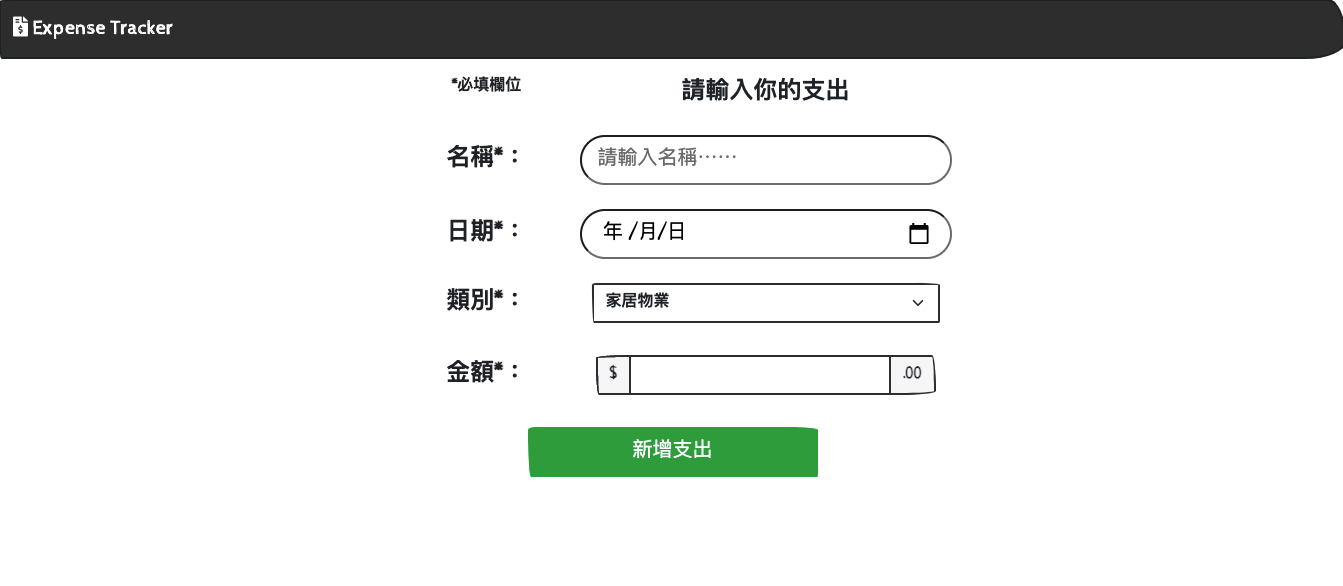 Expense Tracker
*必填欄位
請輸入你的支出
名稱*：
請輸入名稱……
日期*：
年 /月/日
類別*：
家居物業
金額*：
$
.00
新增支出